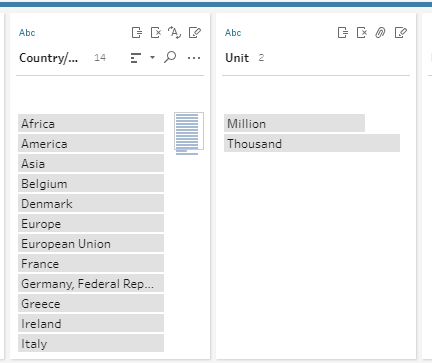 Abc
Country/... 14
Africa
America
Asia
Belgium
Denmark
Europe
European Union
France
Germany, Federal Rep...
Greece
Ireland
Italy
Abc
Unit 2
Million
Thousand